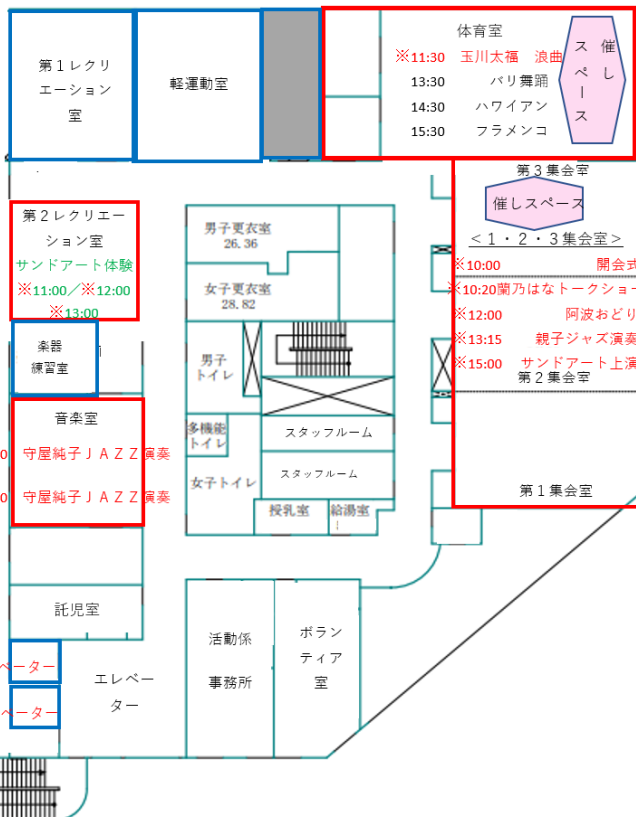 第１レクリ
エーション
室
軽運動室
体育室
※11:30 玉川太福 浪曲
13:30 バリ舞踊
14:30 ハワイアン
15:30 フラメンコ
催し
スペース
第３集会室
催しスペース
＜１・２・３集会室＞
※10:00 開会式
※10:20蘭乃はなトークショー
※12:00 阿波おどり
※13:15 親子ジャズ演奏
※15:00 サンドアート上演
第２集会室
第１集会室
第２レクリエー
ション室
サンドアート体験
※11:00／※12:00
※13:00
楽器
練習室
音楽室
0 守屋純子ＪＡＺＺ演奏
0 守屋純子ＪＡＺＺ演奏
男子更衣室
26.36
女子更衣室
28.82
男子
トイレ
多機能
トイレ
女子トイレ
スタッフルーム
スタッフルーム
授乳室
給湯室
託児室
ベーター
ベーター
エレベー
ター
活動係
事務所
ボラン
ティア
室